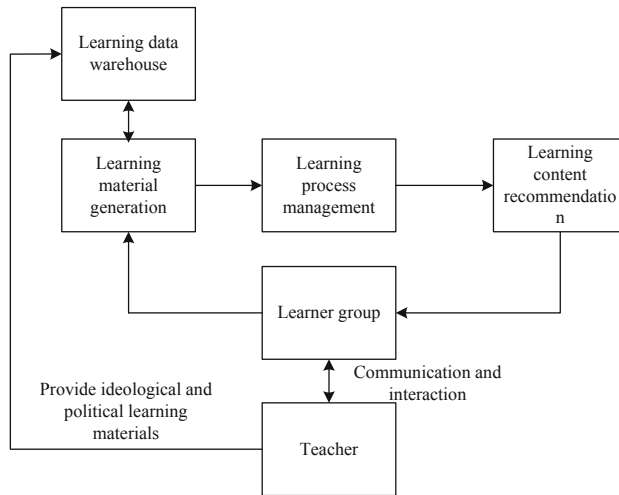 Learning data
warehouse
Learning
material
generation
Learning
process
management
Learning
content
recommendatio
n
Learner group
Communication and
interaction
Provide ideological and
political learning
materials
Teacher